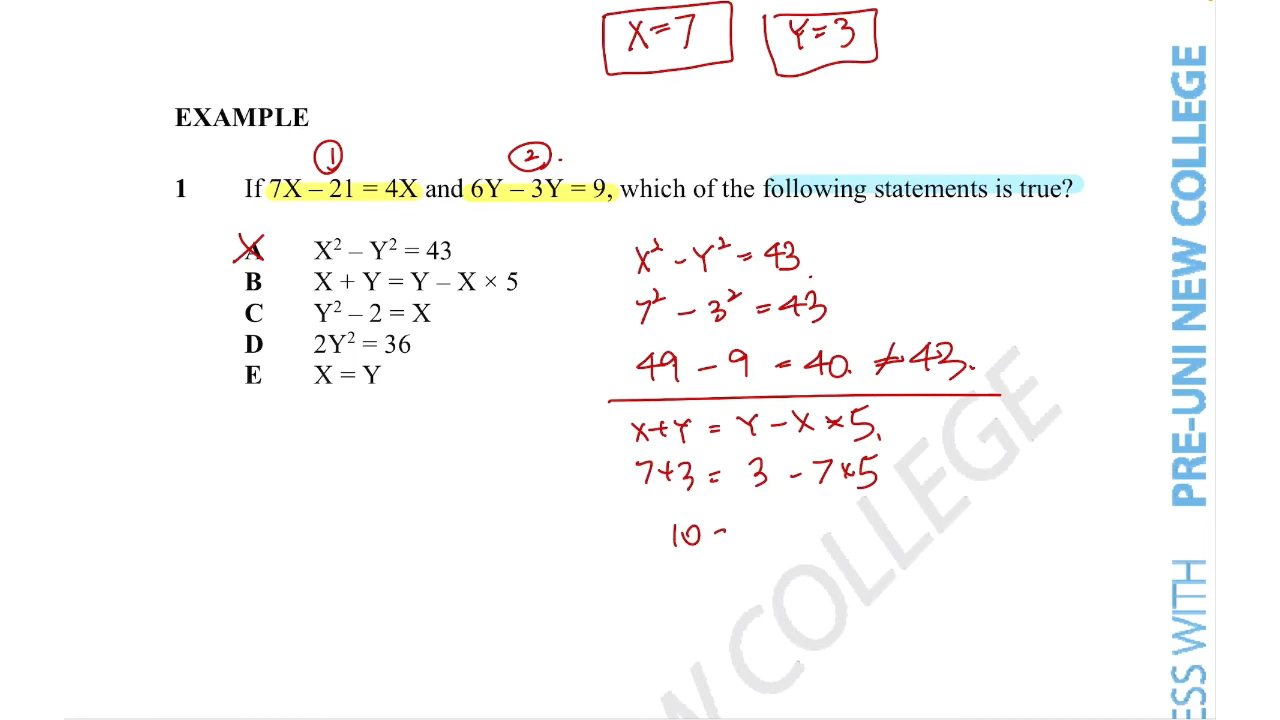 X=7 Y=3
EXAMPLE
1 2.
1 If 7X – 21 = 4X and 6Y – 3Y = 9, which of the following statements is true?
A X² – Y² = 43
B X + Y = Y – X × 5
C Y² – 2 = X
D 2Y² = 36
E X = Y
X² - Y² = 43.
7² - 3² = 43
49 - 9 = 40. ≠ 43.
X+Y = Y - X × 5.
7+3 = 3 - 7×5
10 -
PRE-UNI NEW COLLEGE
ESS WITH
W COLLEGE